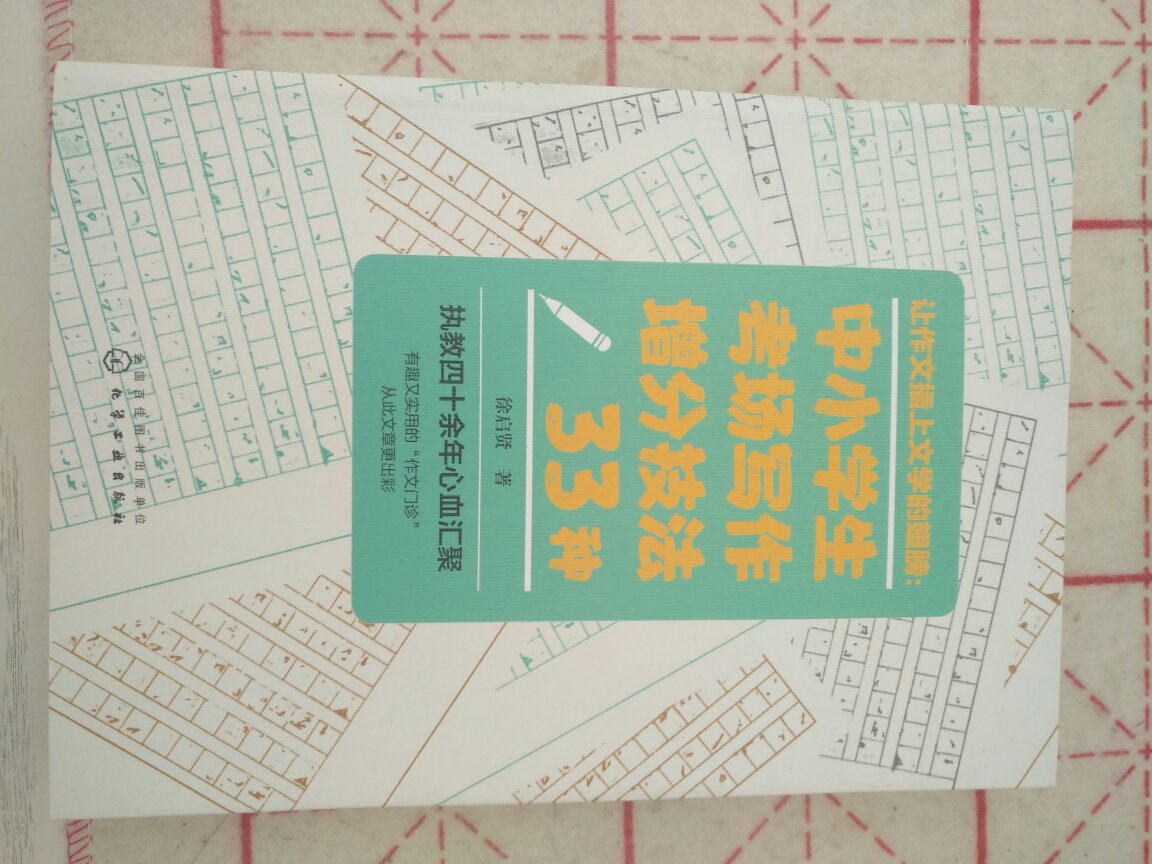 让作文插上文学的翅膀:
中小学生
考场写作
增分技法
33种
徐启贤 著
执教四十余年心血汇聚
有趣又实用的“作文门诊”
从此文章更出彩
全国百佳图书出版单位
化学工业出版社